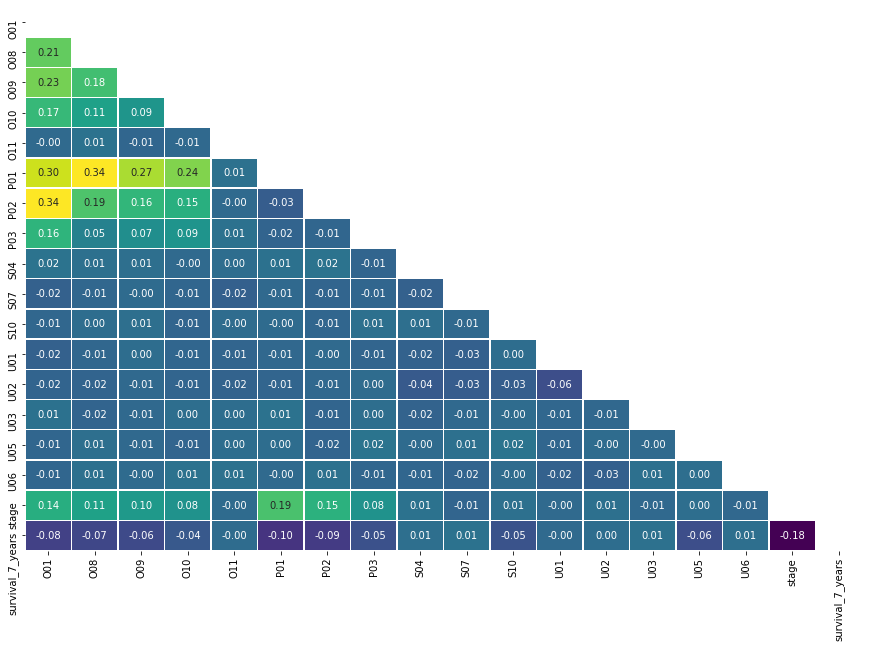 O01
O08 0.21
O09 0.23 0.18
O10 0.17 0.11 0.09
O11 -0.00 0.01 -0.01 -0.01
P01 0.30 0.34 0.27 0.24 0.01
P02 0.34 0.19 0.16 0.15 -0.00 -0.03
P03 0.16 0.05 0.07 0.09 0.01 -0.02 -0.01
S04 0.02 0.01 0.01 -0.00 0.00 0.01 0.02 -0.01
S07 -0.02 -0.01 -0.00 -0.01 -0.02 -0.01 -0.01 -0.01 -0.02
S10 -0.01 0.00 0.01 -0.01 -0.00 -0.00 -0.01 0.01 0.01 -0.01
U01 -0.02 -0.01 0.00 -0.01 -0.01 -0.01 -0.00 -0.01 -0.02 -0.03 0.00
U02 -0.02 -0.02 -0.01 -0.01 -0.02 -0.01 -0.01 0.00 -0.04 -0.03 -0.03 -0.06
U03 0.01 -0.02 -0.01 0.00 0.00 0.01 -0.01 0.00 -0.02 -0.01 -0.00 -0.01 -0.01
U05 -0.01 0.01 -0.01 -0.01 0.00 0.00 -0.02 0.02 -0.00 0.01 0.02 -0.01 -0.00 -0.00
U06 -0.01 0.01 -0.00 0.01 0.01 -0.00 0.01 -0.01 -0.01 -0.02 -0.00 -0.02 -0.03 0.01 0.00
stage 0.14 0.11 0.10 0.08 -0.00 0.19 0.15 0.08 0.01 -0.01 0.01 -0.00 0.01 -0.01 0.00 -0.01
survival_7_years -0.08 -0.07 -0.06 -0.04 -0.00 -0.10 -0.09 -0.05 0.01 0.01 -0.05 -0.00 0.00 0.01 -0.06 0.01 -0.18
O01 O08 O09 O10 O11 P01 P02 P03 S04 S07 S10 U01 U02 U03 U05 U06 stage survival_7_years